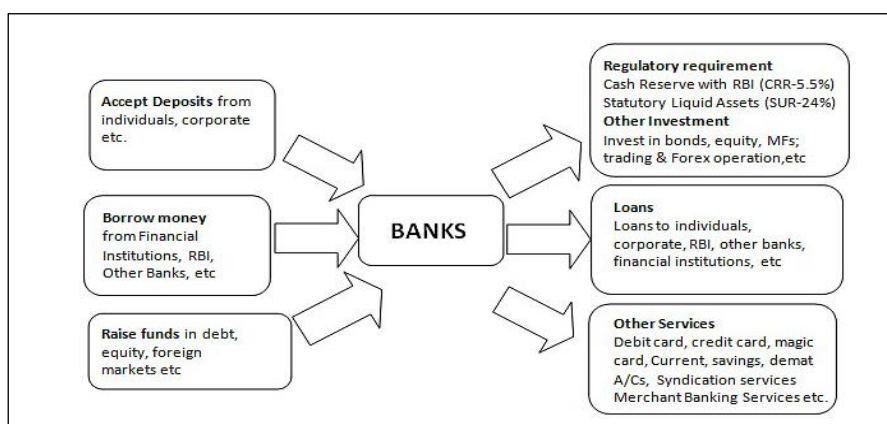 Accept Deposits from
individuals, corporate
etc.
Borrow money
from Financial
Institutions, RBI,
Other Banks, etc
Raise funds in debt,
equity, foreign
markets etc
BANKS
Regulatory requirement
Cash Reserve with RBI (CRR-5.5%)
Statutory Liquid Assets (SUR-24%)
Other Investment
Invest in bonds, equity, MFs;
trading & Forex operation,etc
Loans
Loans to individuals,
corporate, RBI, other banks,
financial institutions, etc
Other Services
Debit card, credit card, magic
card, Current, savings, demat
A/Cs, Syndication services
Merchant Banking Services etc.